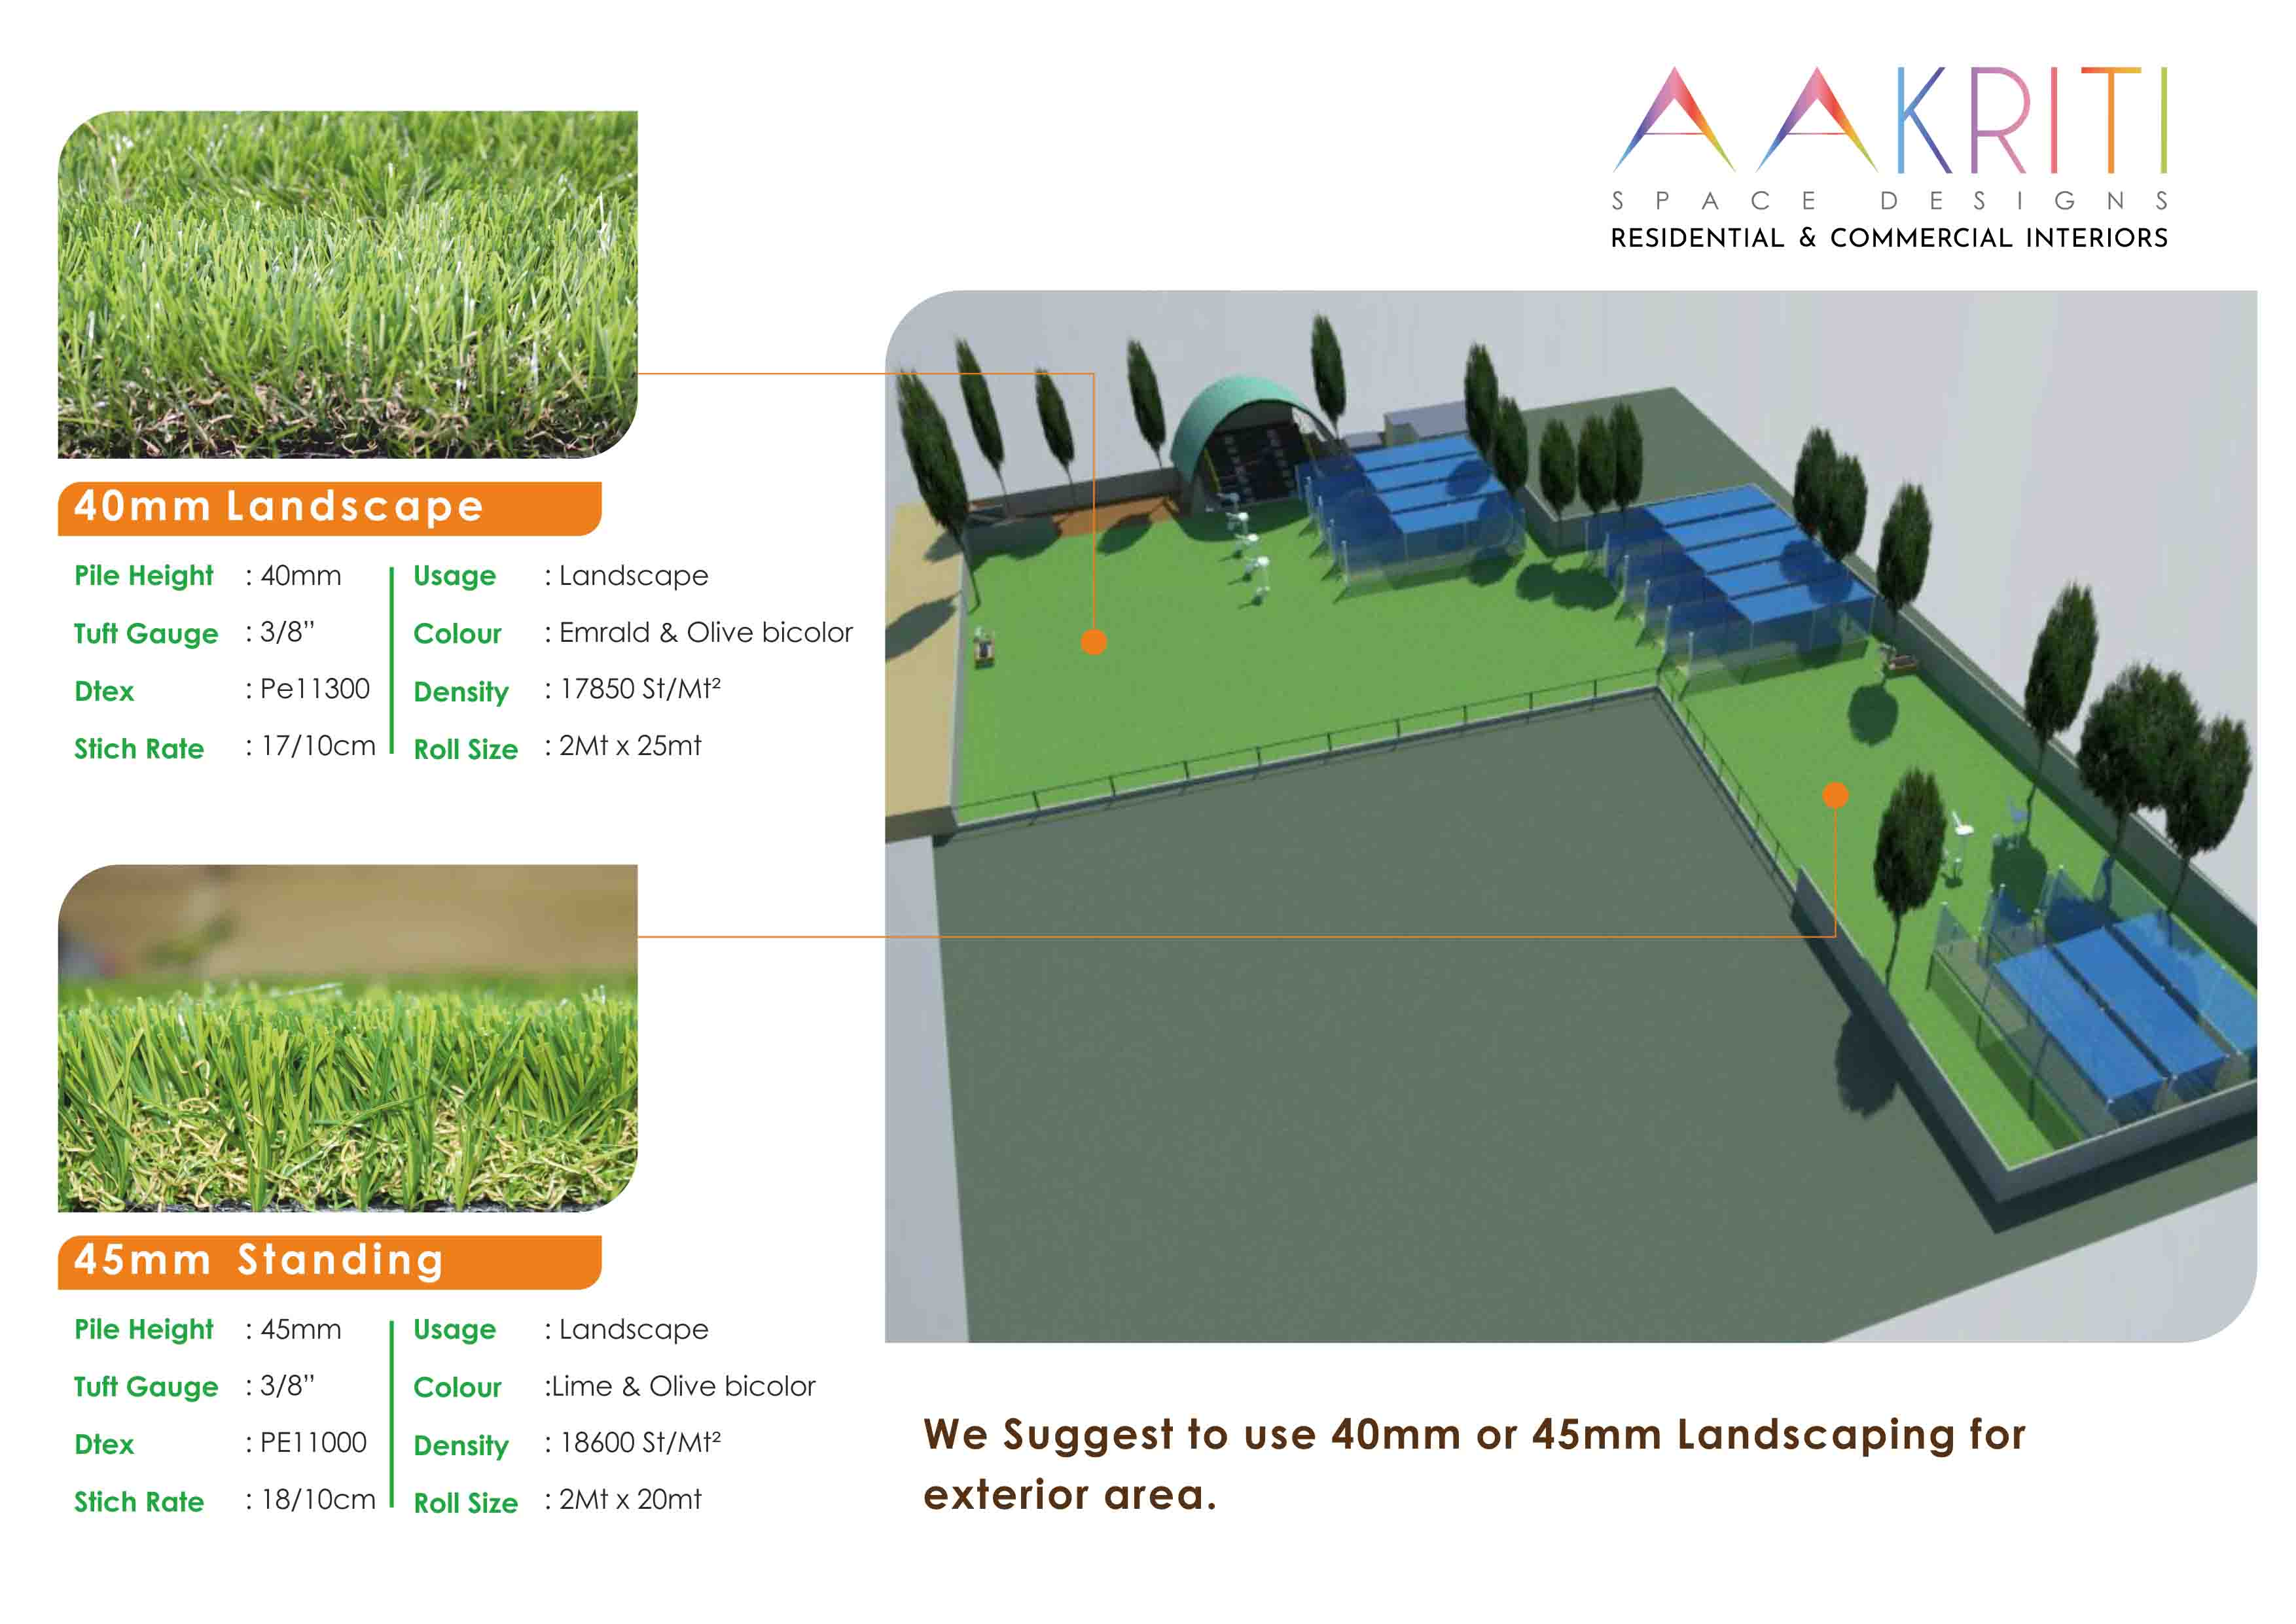 AAKRITI
SPACE DESIGNS
RESIDENTIAL & COMMERCIAL INTERIORS
40mm Landscape
Pile Height : 40mm
Tuft Gauge : 3/8”
Dtex : Pe11300
Stich Rate : 17/10cm
Usage : Landscape
Colour : Emrald & Olive bicolor
Density : 17850 St/Mt²
Roll Size : 2Mt x 25mt
45mm Standing
Pile Height : 45mm
Tuft Gauge : 3/8”
Dtex : PE11000
Stich Rate : 18/10cm
Usage : Landscape
Colour :Lime & Olive bicolor
Density : 18600 St/Mt²
Roll Size : 2Mt x 20mt
We Suggest to use 40mm or 45mm Landscaping for
exterior area.